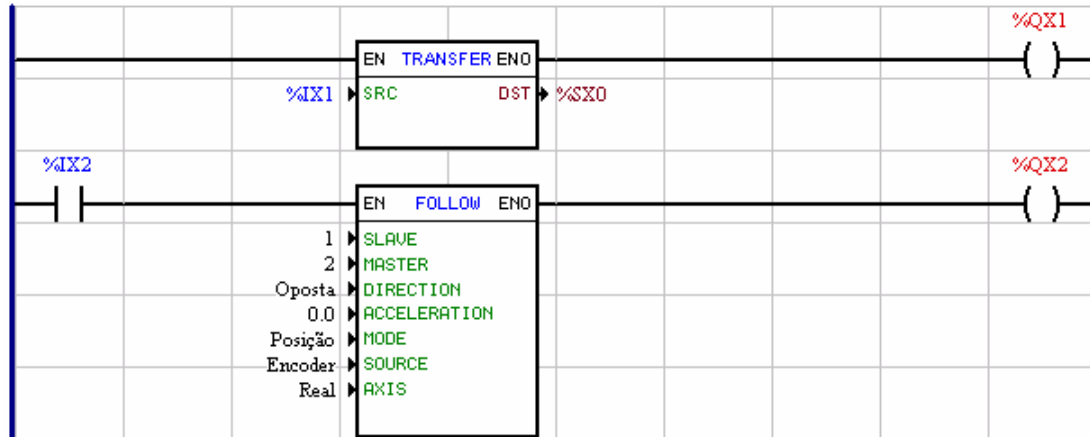 %QX1
EN TRANSFER ENO
%IX1 SRC DST %SX0
%IX2
%QX2
EN FOLLOW ENO
1 SLAVE
2 MASTER
Oposta DIRECTION
0.0 ACCELERATION
Posição MODE
Encoder SOURCE
Real AXIS